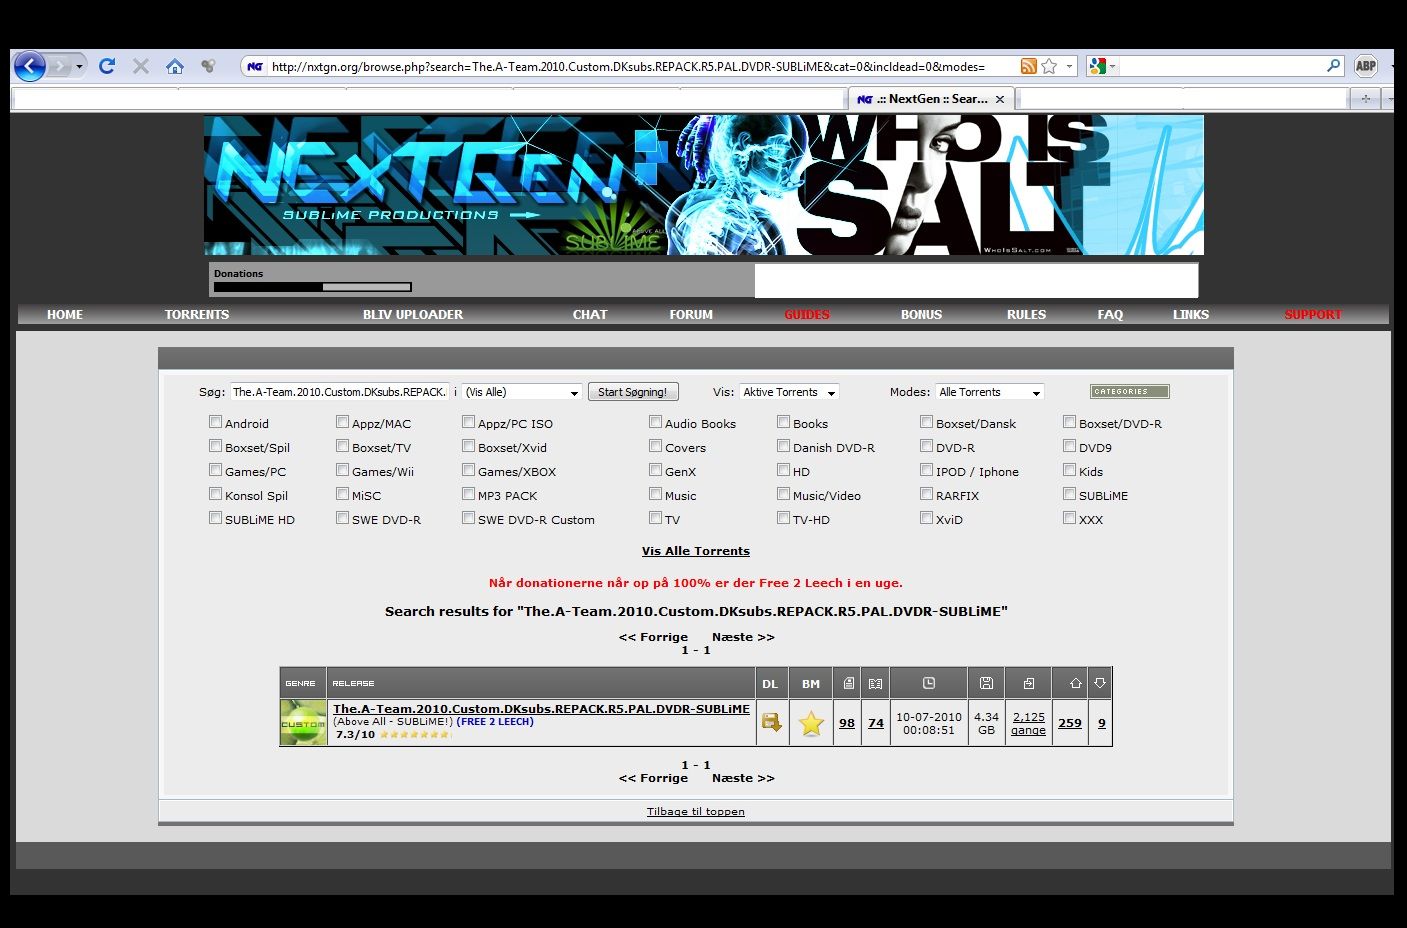 http://nxtgn.org/browse.php?search=The.A-Team.2010.Custom.DKsubs.REPACK.R5.PAL.DVDR-SUBLiME&cat=0&incldead=0&modes=
ABP
NG .:: NextGen :: Sear...
NEXTGEN
SUBLIME PRODUCTIONS
ABOVE ALL
SUBLIME
WHO IS
SALT
WhoIsSalt.com
Donations
HOME TORRENTS BLIV UPLOADER CHAT FORUM GUIDES BONUS RULES FAQ LINKS SUPPORT
Søg: The.A-Team.2010.Custom.DKsubs.REPACK. i (Vis Alle) Start Søgning! Vis: Aktive Torrents Modes: Alle Torrents CATEGORIES
Android Appz/MAC Appz/PC ISO Audio Books Books Boxset/Dansk Boxset/DVD-R
Boxset/Spil Boxset/TV Boxset/Xvid Covers Danish DVD-R DVD-R DVD9
Games/PC Games/Wii Games/XBOX GenX HD IPOD / Iphone Kids
Konsol Spil MiSC MP3 PACK Music Music/Video RARFIX SUBLiME
SUBLiME HD SWE DVD-R SWE DVD-R Custom TV TV-HD XviD XXX
Vis Alle Torrents
Når donationerne når op på 100% er der Free 2 Leech i en uge.
Search results for "The.A-Team.2010.Custom.DKsubs.REPACK.R5.PAL.DVDR-SUBLiME"
<< Forrige Næste >>
1 - 1
GENRE RELEASE DL BM
CUSTOM
The.A-Team.2010.Custom.DKsubs.REPACK.R5.PAL.DVDR-SUBLiME
(Above All - SUBLiME!) (FREE 2 LEECH)
7.3/10
98 74 10-07-2010 00:08:51 4.34 GB 2,125 gange 259 9
1 - 1
<< Forrige Næste >>
Tilbage til toppen